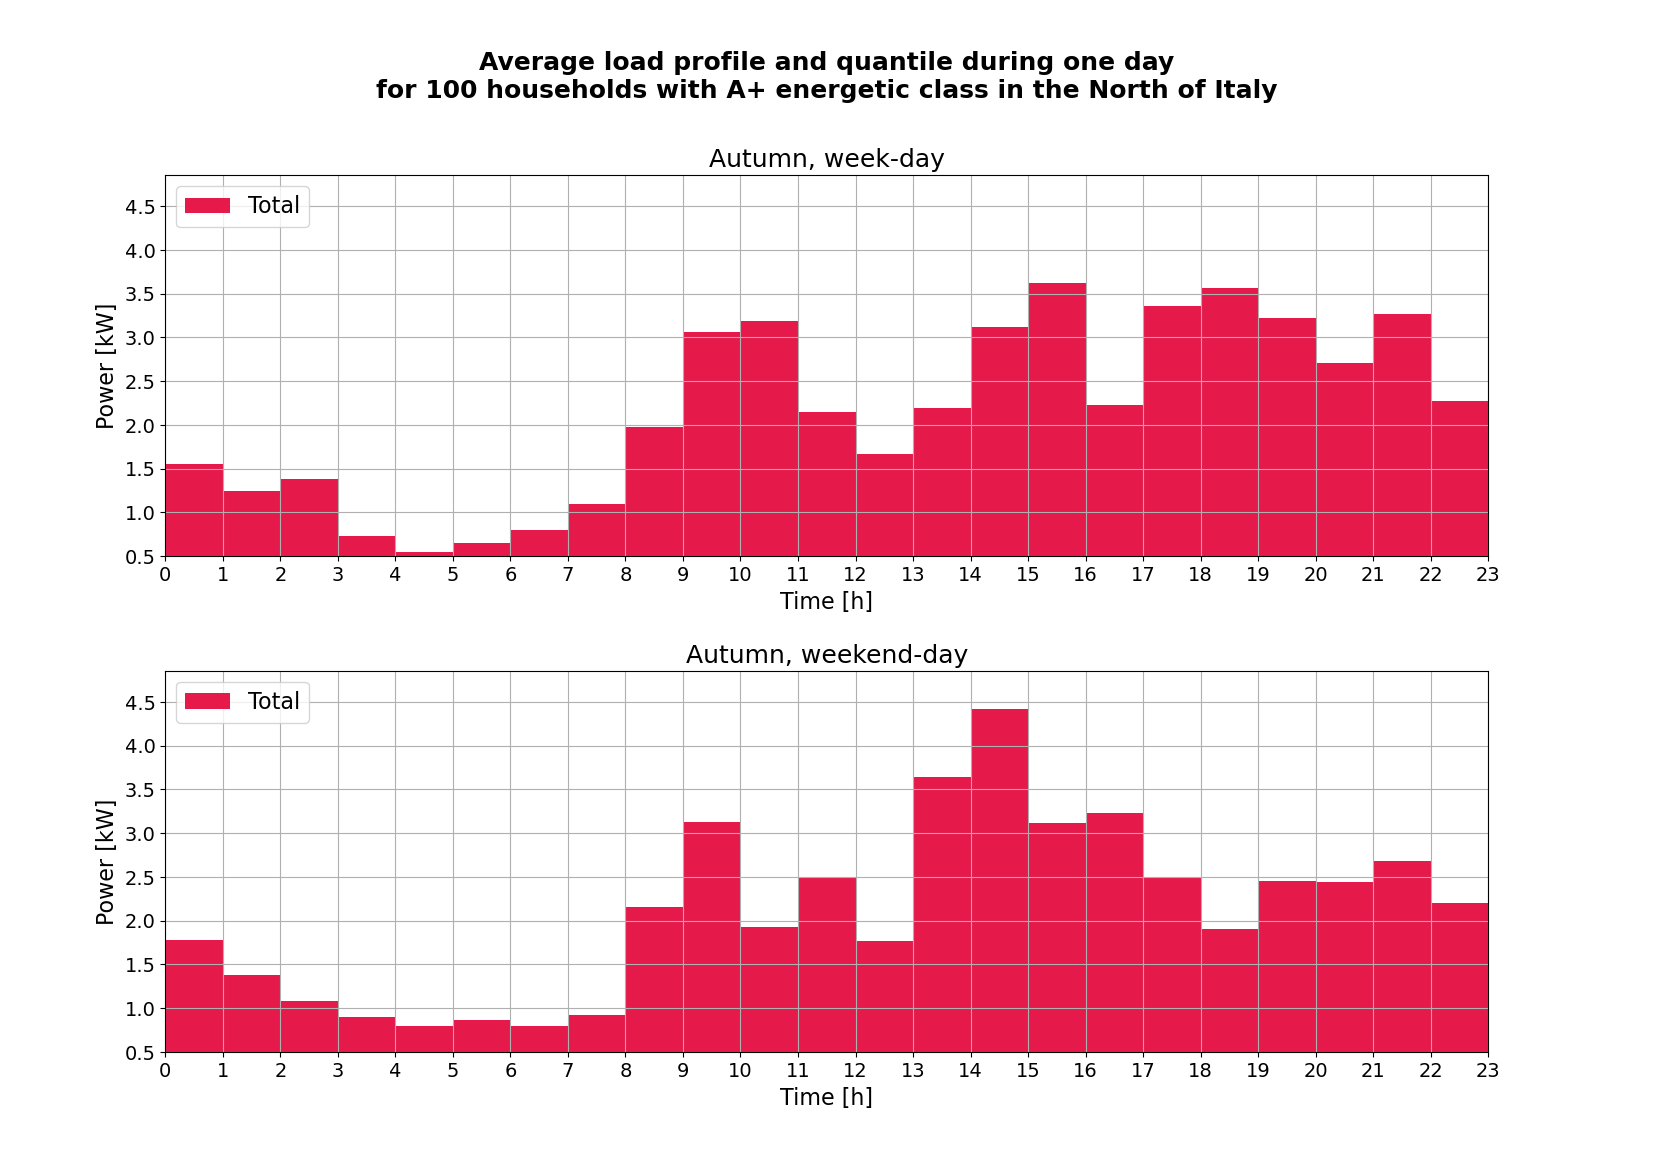 Average load profile and quantile during one day
for 100 households with A+ energetic class in the North of Italy
Autumn, week-day
Total
Power [kW]
4.5
4.0
3.5
3.0
2.5
2.0
1.5
1.0
0.5
0 1 2 3 4 5 6 7 8 9 10 11 12 13 14 15 16 17 18 19 20 21 22 23
Time [h]
Autumn, weekend-day
Total
Power [kW]
4.5
4.0
3.5
3.0
2.5
2.0
1.5
1.0
0.5
0 1 2 3 4 5 6 7 8 9 10 11 12 13 14 15 16 17 18 19 20 21 22 23
Time [h]